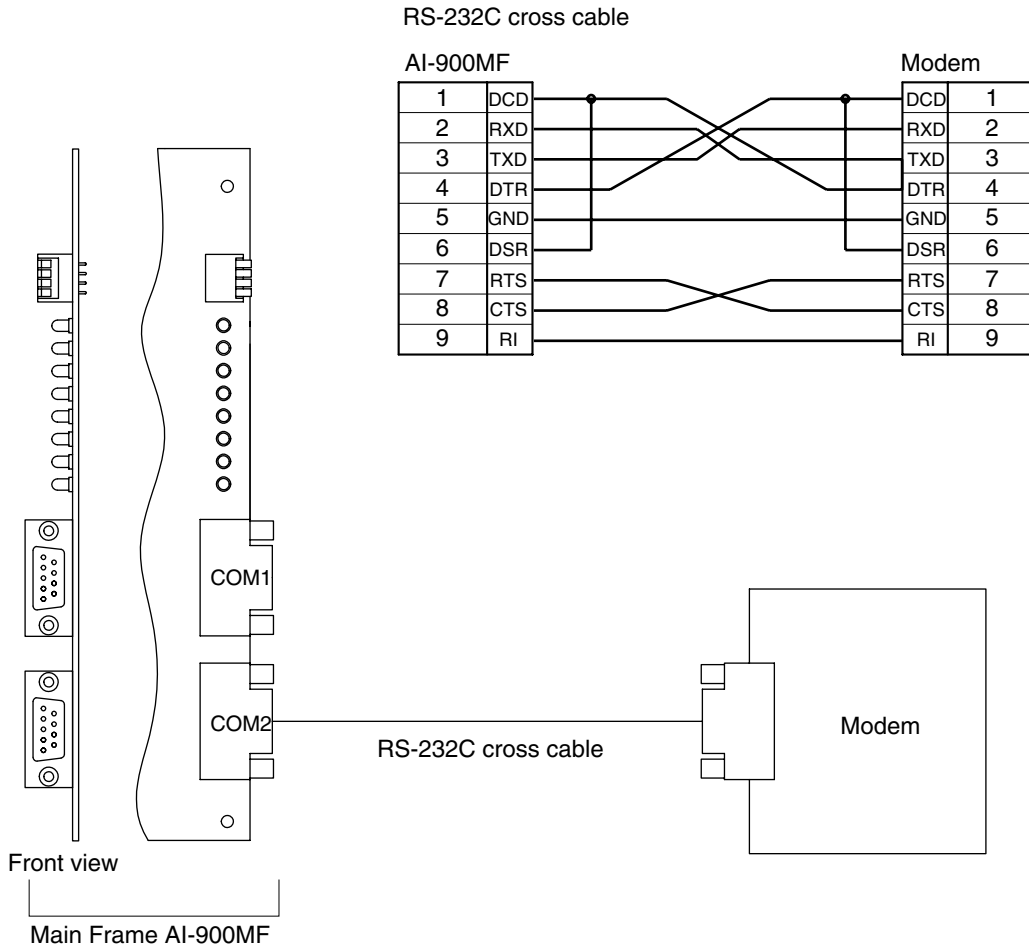 RS-232C cross cable
AI-900MF Modem
1 DCD DCD 1
2 RXD RXD 2
3 TXD TXD 3
4 DTR DTR 4
5 GND GND 5
6 DSR DSR 6
7 RTS RTS 7
8 CTS CTS 8
9 RI RI 9
COM1
COM2
RS-232C cross cable
Modem
Front view
Main Frame AI-900MF